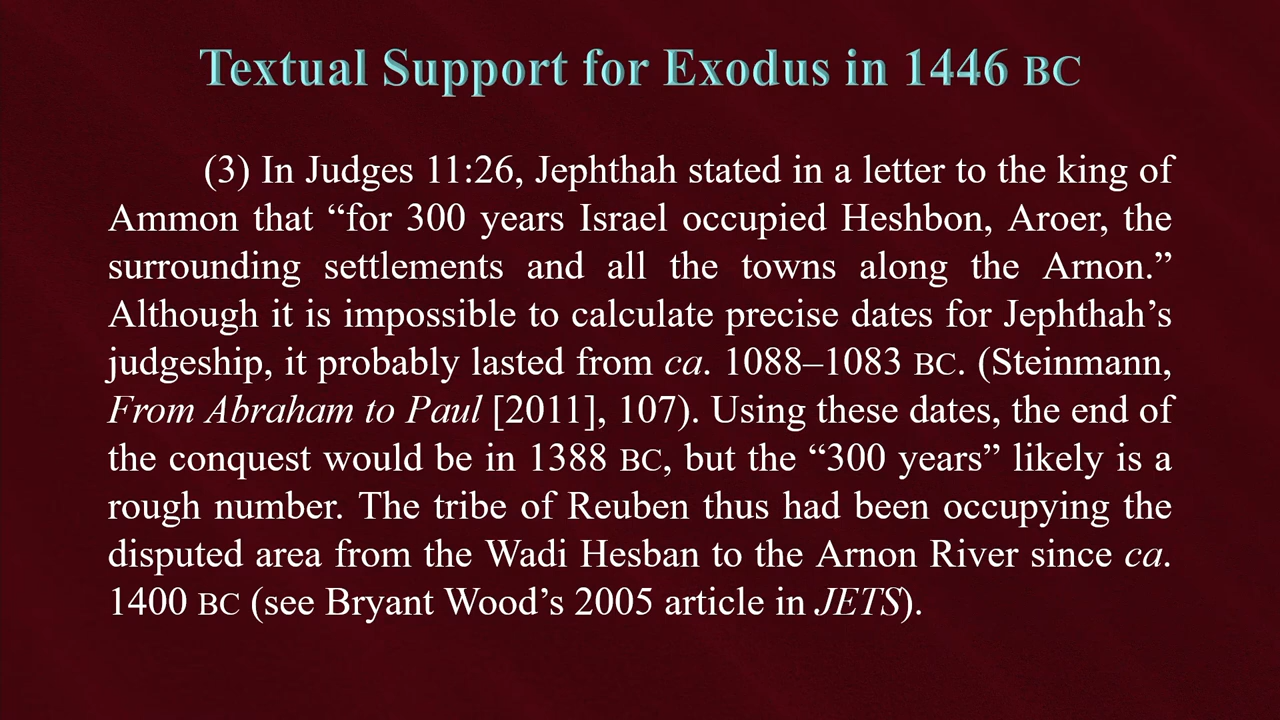 Textual Support for Exodus in 1446 BC
(3) In Judges 11:26, Jephthah stated in a letter to the king of
Ammon that “for 300 years Israel occupied Heshbon, Aroer, the
surrounding settlements and all the towns along the Arnon.”
Although it is impossible to calculate precise dates for Jephthah’s
judgeship, it probably lasted from ca. 1088–1083 BC. (Steinmann,
From Abraham to Paul [2011], 107). Using these dates, the end of
the conquest would be in 1388 BC, but the “300 years” likely is a
rough number. The tribe of Reuben thus had been occupying the
disputed area from the Wadi Hesban to the Arnon River since ca.
1400 BC (see Bryant Wood’s 2005 article in JETS).